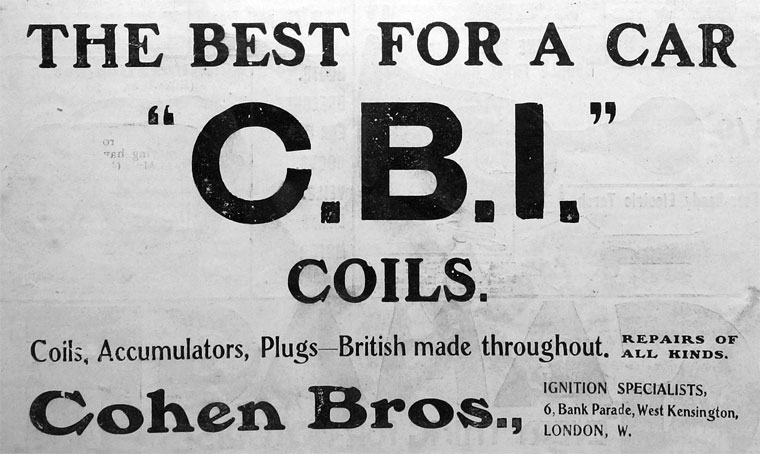 THE BEST FOR A CAR
“C.B.I.”
COILS.
Coils, Accumulators, Plugs—British made throughout. REPAIRS OF ALL KINDS.
Cohen Bros.,
IGNITION SPECIALISTS,
6, Bank Parade, West Kensington,
LONDON, W.